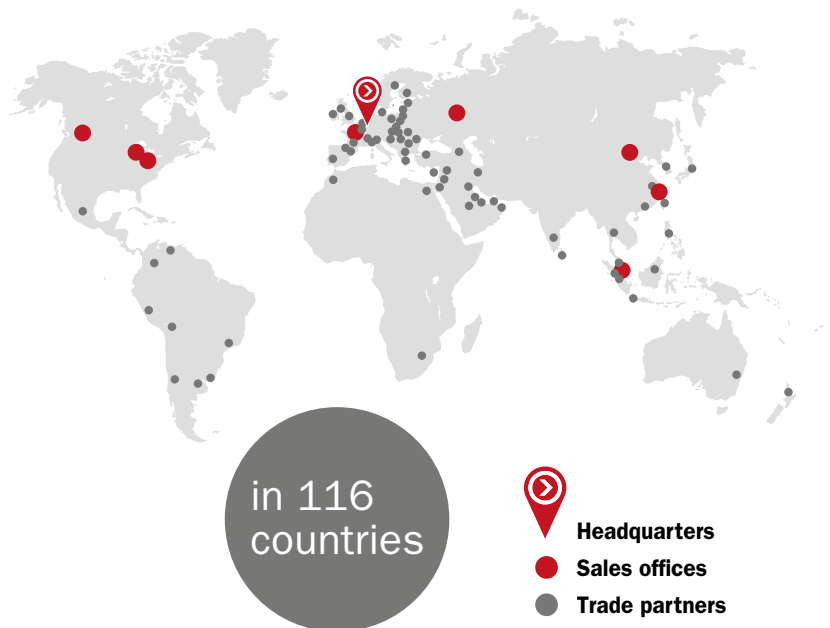 in 116
countries
Headquarters
Sales offices
Trade partners